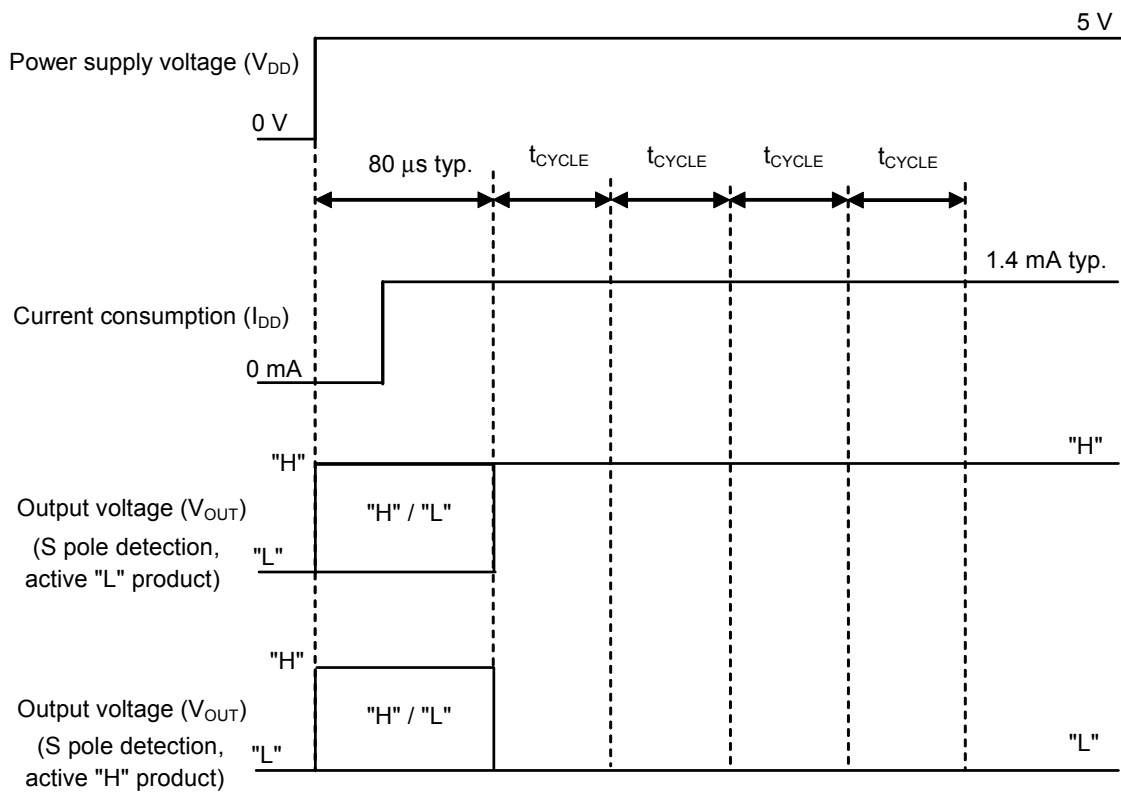 5 V
Power supply voltage (VDD)
0 V
80 μs typ.
tCYCLE
tCYCLE
tCYCLE
tCYCLE
1.4 mA typ.
Current consumption (IDD)
0 mA
"H"
"H"
Output voltage (VOUT)
(S pole detection,
active "L" product)
"H" / "L"
"L"
"H"
Output voltage (VOUT)
(S pole detection,
active "H" product)
"H" / "L"
"L"
"L"